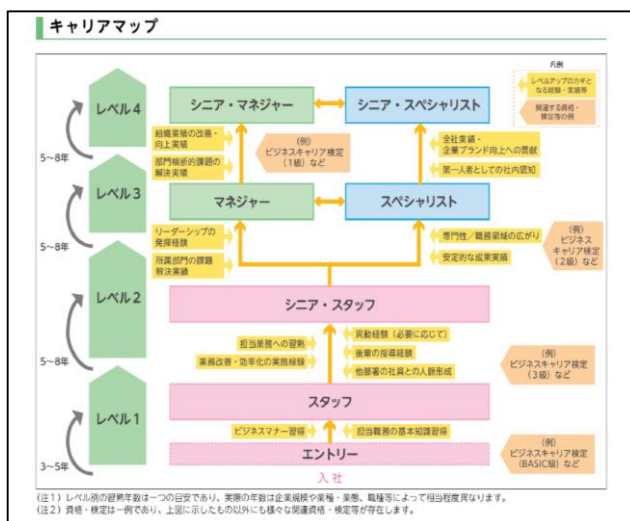 キャリアマップ
凡例
レベルアップのカギと
なる経験・実績等
関連する資格・
検定等の例
レベル4
シニア・マネジャー
シニア・スペシャリスト
組織業績の改善・
向上実績
部門横断的課題の
解決実績
(例)
ビジネスキャリア検定
(1級)など
全社業績・
企業ブランド向上への貢献
第一人者としての社内認知
5~8年
レベル3
マネジャー
スペシャリスト
リーダーシップの
発揮経験
所属部門の課題
解決実績
専門性/職務領域の広がり
安定的な成果実績
(例)
ビジネス
キャリア検定
(2級)など
5~8年
レベル2
シニア・スタッフ
担当業務への習熟
業務改善・効率化の実施経験
異動経験(必要に応じて)
後輩の指導経験
他部署の社員との人脈形成
(例)
ビジネスキャリア検定
(3級)など
5~8年
レベル1
スタッフ
ビジネスマナー習得
担当職務の基本知識習得
エントリー
(例)
ビジネスキャリア検定
(BASIC級)など
3~5年
入社
(注1)レベル別の習熟年数は一つの目安であり、実際の年数は企業規模や業種・業態、職種等によって相当程度異なります。
(注2)資格・検定は一例であり、上図に示したもの以外にも様々な関連資格・検定等が存在します。